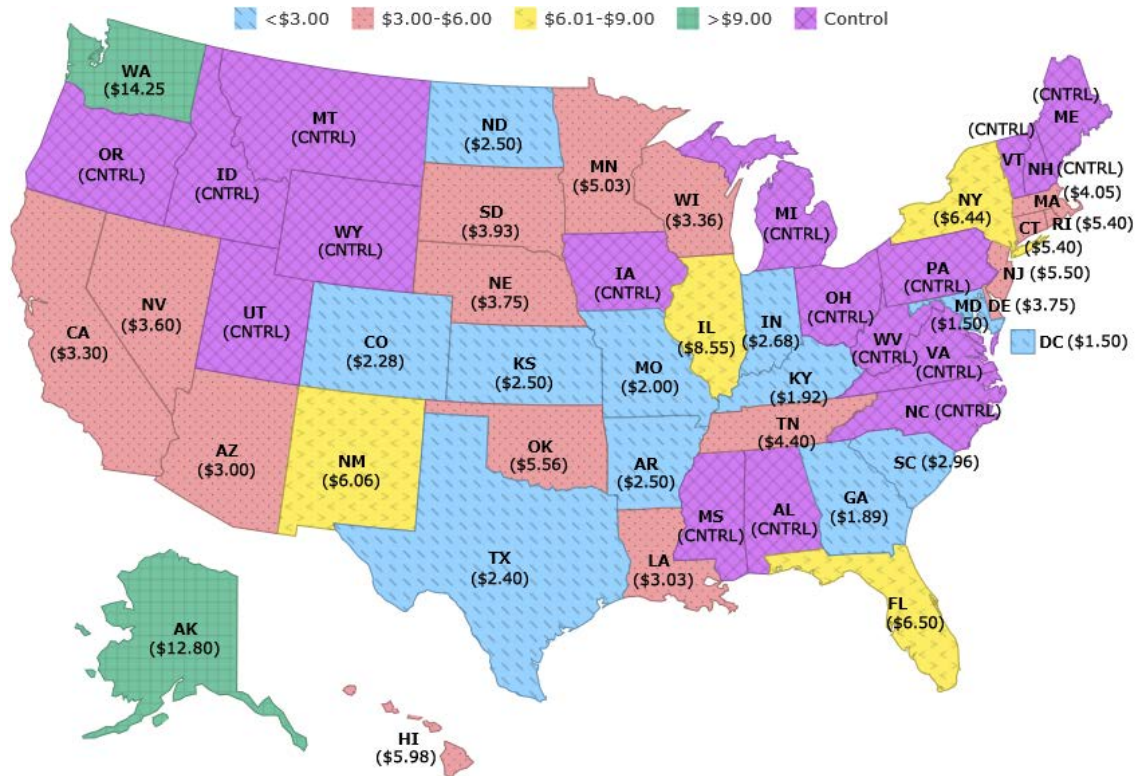 <$3.00 $3.00-$6.00 $6.01-$9.00 >$9.00 Control
WA
($14.25
OR
(CNTRL)
ID
(CNTRL)
MT
(CNTRL)
WY
(CNTRL)
ND
($2.50)
SD
($3.93)
NE
($3.75)
MN
($5.03)
WI
($3.36)
MI
(CNTRL)
IA
(CNTRL)
IL
($8.55)
IN
($2.68)
OH
(CNTRL)
PA
(CNTRL)
NY
($6.44)
(CNTRL)
VT
(CNTRL)
ME
NH (CNTRL)
MA
($4.05)
CT
($5.40)
RI ($5.40)
NJ ($5.50)
DE ($3.75)
MD
($1.50)
DC ($1.50)
WV
(CNTRL)
VA
(CNTRL)
NC (CNTRL)
SC ($2.96)
GA
($1.89)
FL
($6.50)
AL
(CNTRL)
MS
(CNTRL)
TN
($4.40)
KY
($1.92)
MO
($2.00)
AR
($2.50)
LA
($3.03)
TX
($2.40)
OK
($5.56)
KS
($2.50)
CO
($2.28)
NM
($6.06)
AZ
($3.00)
UT
(CNTRL)
NV
($3.60)
CA
($3.30)
AK
($12.80)
HI
($5.98)